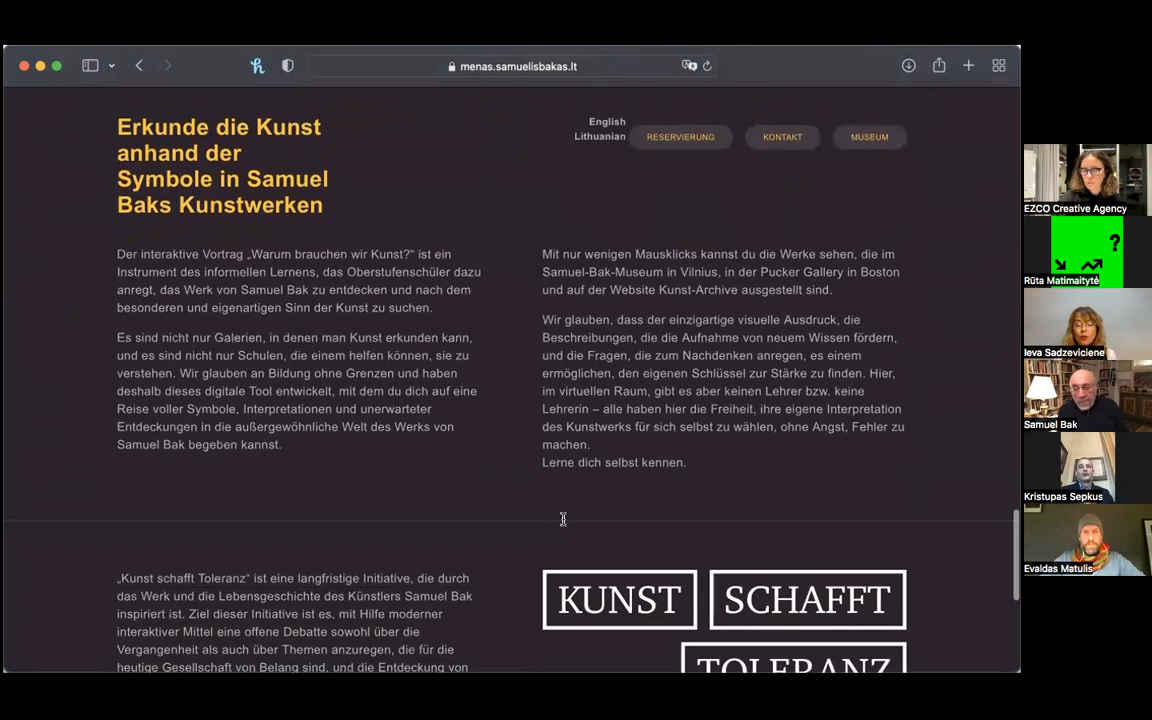 menas.samuelisbakas.lt
Erkunde die Kunst
anhand der
Symbole in Samuel
Baks Kunstwerken
English
Lithuanian
RESERVIERUNG
KONTAKT
MUSEUM
Der interaktive Vortrag „Warum brauchen wir Kunst?“ ist ein
Instrument des informellen Lernens, das Oberstufenschüler dazu
anregt, das Werk von Samuel Bak zu entdecken und nach dem
besonderen und eigenartigen Sinn der Kunst zu suchen.
Es sind nicht nur Galerien, in denen man Kunst erkunden kann,
und es sind nicht nur Schulen, die einem helfen können, sie zu
verstehen. Wir glauben an Bildung ohne Grenzen und haben
deshalb dieses digitale Tool entwickelt, mit dem du dich auf eine
Reise voller Symbole, Interpretationen und unerwarteter
Entdeckungen in die außergewöhnliche Welt des Werks von
Samuel Bak begeben kannst.
Mit nur wenigen Mausklicks kannst du die Werke sehen, die im
Samuel-Bak-Museum in Vilnius, in der Pucker Gallery in Boston
und auf der Website Kunst-Archive ausgestellt sind.
Wir glauben, dass der einzigartige visuelle Ausdruck, die
Beschreibungen, die die Aufnahme von neuem Wissen fördern,
und die Fragen, die zum Nachdenken anregen, es einem
ermöglichen, den eigenen Schlüssel zur Stärke zu finden. Hier,
im virtuellen Raum, gibt es aber keinen Lehrer bzw. keine
Lehrerin – alle haben hier die Freiheit, ihre eigene Interpretation
des Kunstwerks für sich selbst zu wählen, ohne Angst, Fehler zu
machen.
Lerne dich selbst kennen.
„Kunst schafft Toleranz“ ist eine langfristige Initiative, die durch
das Werk und die Lebensgeschichte des Künstlers Samuel Bak
inspiriert ist. Ziel dieser Initiative ist es, mit Hilfe moderner
interaktiver Mittel eine offene Debatte sowohl über die
Vergangenheit als auch über Themen anzuregen, die für die
heutige Gesellschaft von Belang sind, und die Entdeckung von
KUNST SCHAFFT
TOLERANZ
EZCO Creative Agency
?
Rūta Matimaitytė
Ieva Sadzeviciene
Samuel Bak
Kristupas Sepkus
Evaldas Matulis